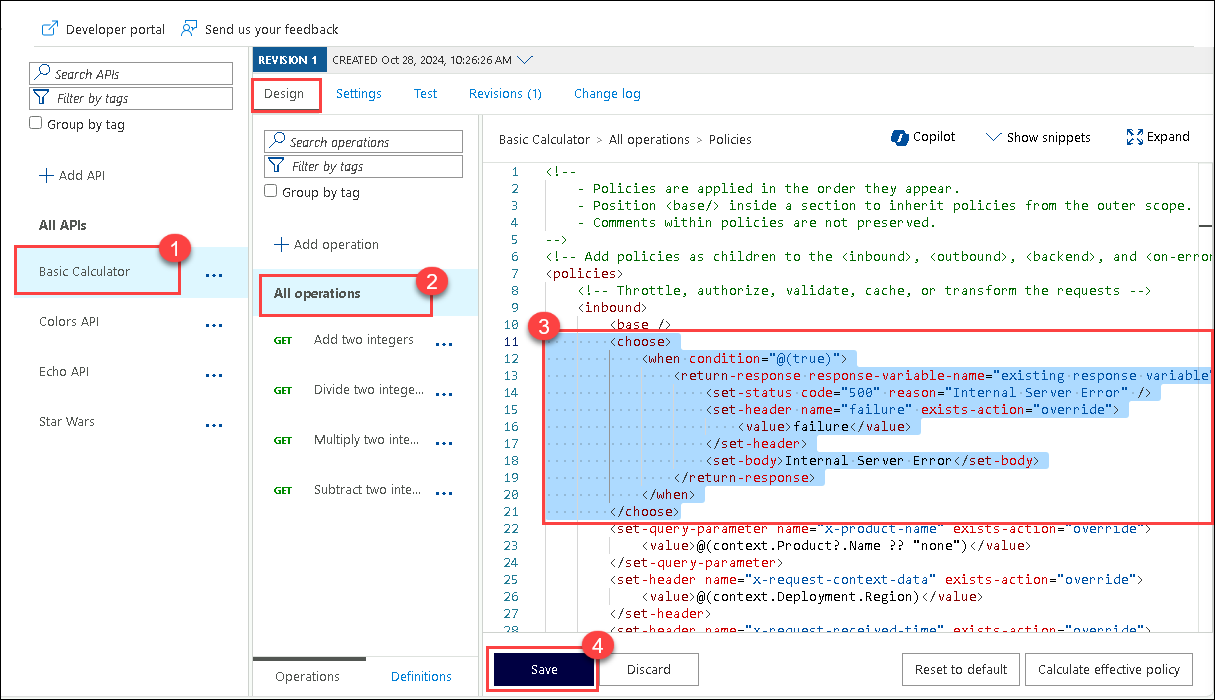 Developer portal
Send us your feedback
Search APIs
Filter by tags
Group by tag
Add API
All APIs
1
Basic Calculator
...
Colors API
...
Echo API
...
Star Wars
...
REVISION 1 CREATED Oct 28, 2024, 10:26:26 AM
Design Settings Test Revisions (1) Change log
Search operations
Filter by tags
Group by tag
Add operation
2
All operations
GET Add two integers ...
GET Divide two intege... ...
GET Multiply two inte... ...
GET Subtract two inte... ...
Operations Definitions
Basic Calculator > All operations > Policies
Copilot Show snippets Expand
1 <!--
2 - Policies are applied in the order they appear.
3 - Position <base/> inside a section to inherit policies from the outer scope.
4 - Comments within policies are not preserved.
5 -->
6 <!-- Add policies as children to the <inbound>, <outbound>, <backend>, and <on-error
7 <policies>
8 <!-- Throttle, authorize, validate, cache, or transform the requests -->
9 <inbound>
10 <base />
3
11 <choose>
12 <when condition="@(true)">
13 <return-response response-variable-name="existing response variable"
14 <set-status code="500" reason="Internal Server Error" />
15 <set-header name="failure" exists-action="override">
16 <value>failure</value>
17 </set-header>
18 <set-body>Internal Server Error</set-body>
19 </return-response>
20 </when>
21 </choose>
22 <set-query-parameter name="x-product-name" exists-action="override">
23 <value>@(context.Product?.Name ?? "none")</value>
24 </set-query-parameter>
25 <set-header name="x-request-context-data" exists-action="override">
26 <value>@(context.Deployment.Region)</value>
27 </set-header>
28 <set-header name="x-request-received-time" exists-action="override">
4
Save Discard Reset to default Calculate effective policy